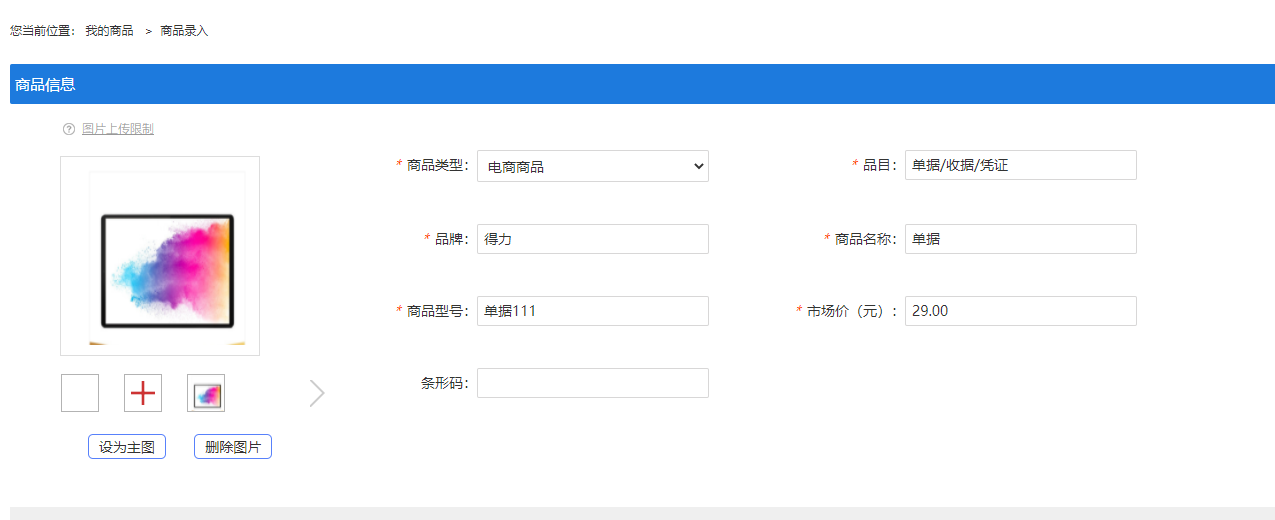 您当前位置： 我的商品 > 商品录入
商品信息
图片上传限制
* 商品类型： 电商商品
* 品目： 单据/收据/凭证
* 品牌： 得力
* 商品名称： 单据
* 商品型号： 单据111
* 市场价（元）： 29.00
条形码：
设为主图 删除图片